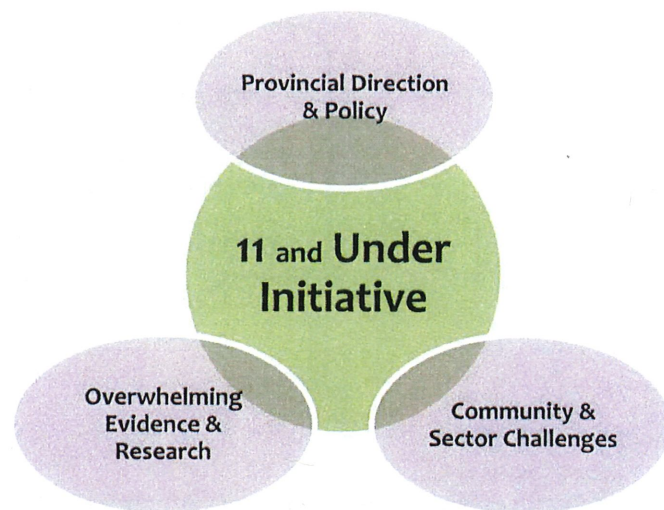 Provincial Direction
& Policy
11 and Under
Initiative
Overwhelming
Evidence &
Research
Community &
Sector Challenges